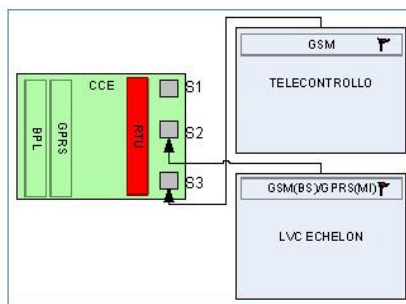 CCE
BPL
GPRS
RTU
S1
S2
S3
GSM
TELECONTROLLO
GSM(BS)/GPRS(MI)
LVC ECHELON